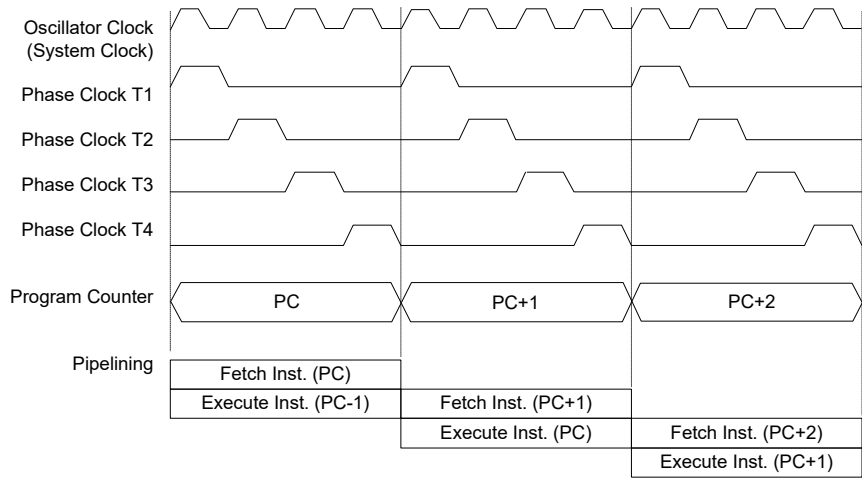 Oscillator Clock
(System Clock)
Phase Clock T1
Phase Clock T2
Phase Clock T3
Phase Clock T4
Program Counter
PC
PC+1
PC+2
Pipelining
Fetch Inst. (PC)
Execute Inst. (PC-1)
Fetch Inst. (PC+1)
Execute Inst. (PC)
Fetch Inst. (PC+2)
Execute Inst. (PC+1)